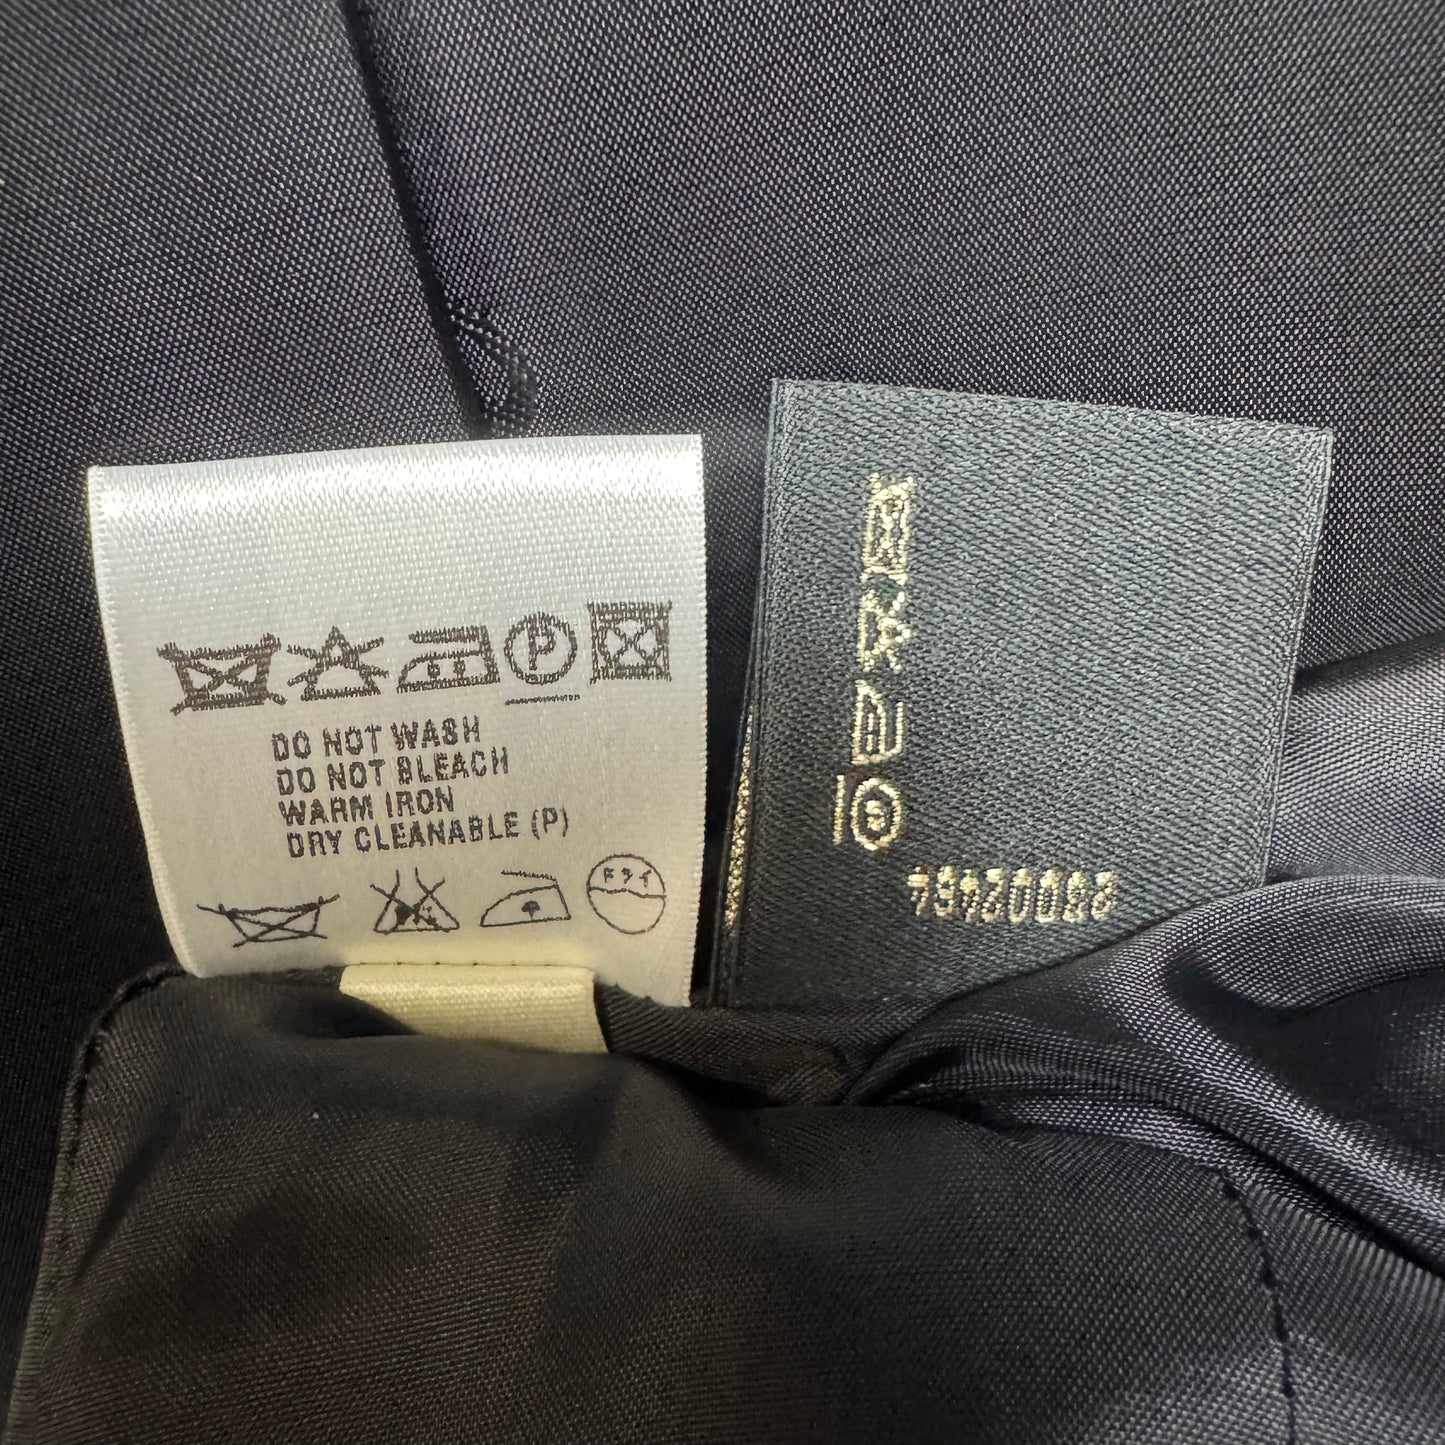 P
DO NOT WASH
DO NOT BLEACH
WARM IRON
DRY CLEANABLE (P)
ドライ